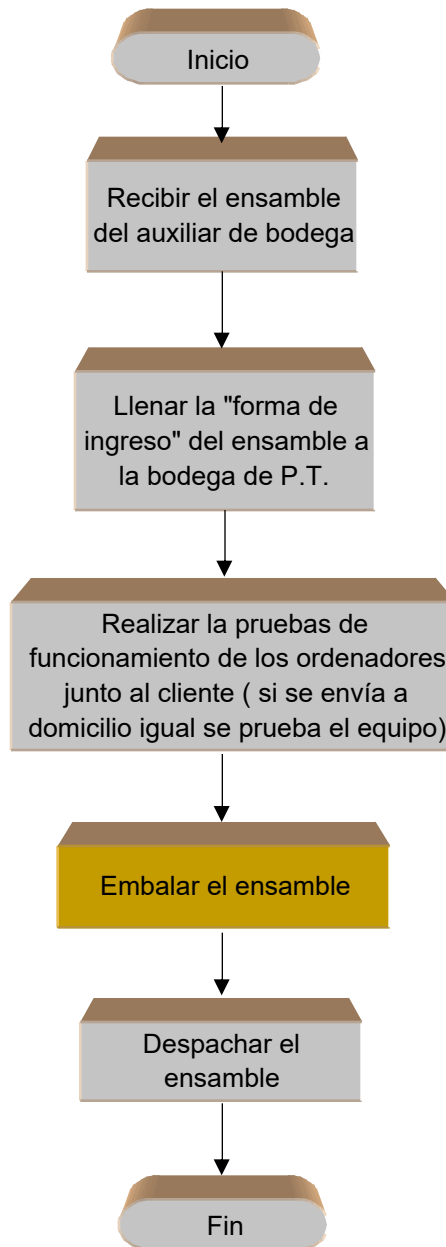 Inicio
Recibir el ensamble
del auxiliar de bodega
Llenar la "forma de
ingreso" del ensamble a
la bodega de P.T.
Realizar la pruebas de
funcionamiento de los ordenadores
junto al cliente ( si se envía a
domicilio igual se prueba el equipo)
Embalar el ensamble
Despachar el
ensamble
Fin